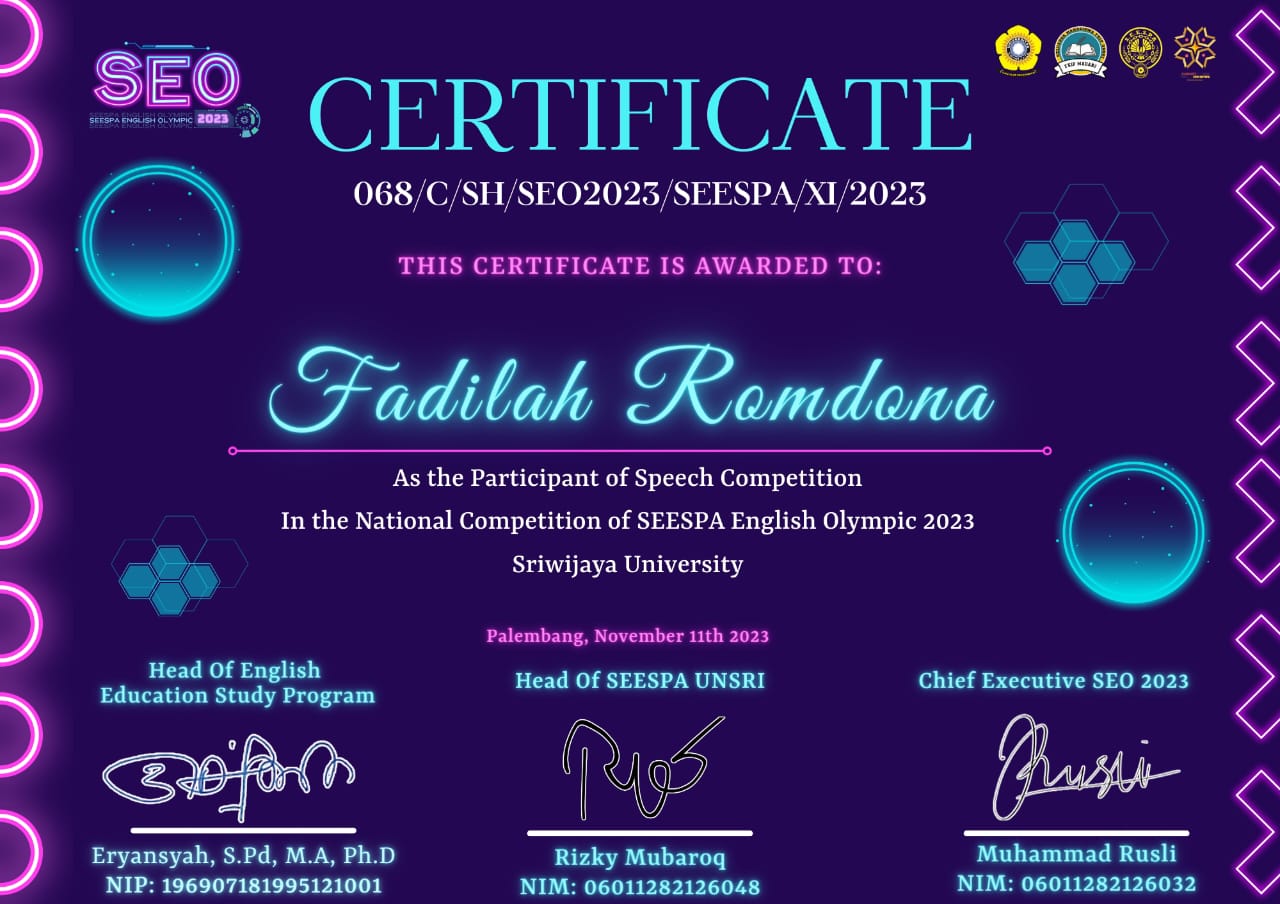 SEO
SEESPA ENGLISH OLYMPIC 2023
CERTIFICATE
068/C/SH/SEO2023/SEESPA/XI/2023
THIS CERTIFICATE IS AWARDED TO:
Fadilah Romdona
As the Participant of Speech Competition
In the National Competition of SEESPA English Olympic 2023
Sriwijaya University
Palembang, November 11th 2023
Head Of English
Education Study Program
Eryansyah, S.Pd, M.A, Ph.D
NIP: 196907181995121001
Head Of SEESPA UNSRI
Rizky Mubaroq
NIM: 06011282126048
Chief Executive SEO 2023
Rusli
Muhammad Rusli
NIM: 06011282126032